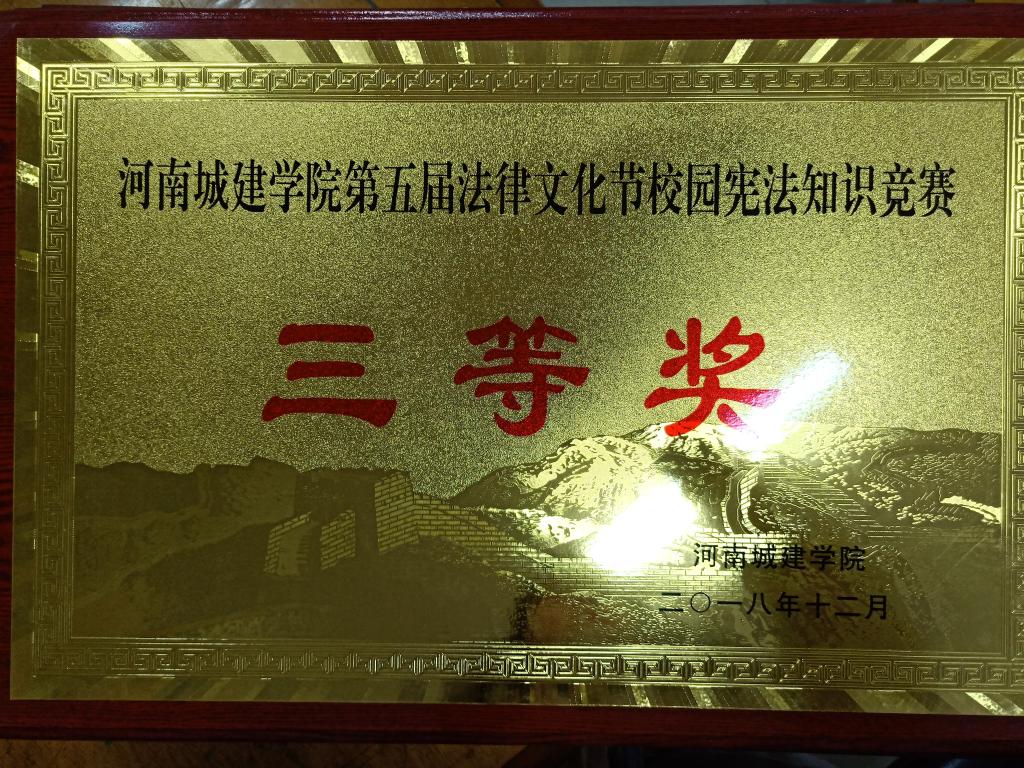 河南城建学院第五届法律文化节校园宪法知识竞赛
三等奖
河南城建学院
二〇一八年十二月